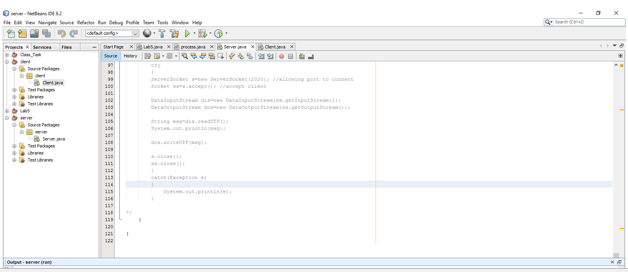 server - NetBeans IDE 8.2
File Edit View Navigate Source Refactor Run Debug Profile Team Tools Window Help
Search (Ctrl+I)
<default config>
Projects Services Files
Start Page Lab5.java process.java Server.java Client.java
Source History
Class_Task
client
Source Packages
client
Client.java
Test Packages
Libraries
Test Libraries
Lab5
server
Source Packages
server
Server.java
Test Packages
Libraries
Test Libraries
97 try
98 {
99 ServerSocket s=new ServerSocket(2020); //allowing port to connect
100 Socket ss=s.accept(); //accept client
101
102 DataInputStream dis=new DataInputStream(ss.getInputStream());
103 DataOutputStream dos=new DataOutputStream(ss.getOutputStream());
104
105 String msg=dis.readUTF();
106 System.out.println(msg);
107
108 dos.writeUTF(msg);
109
110 s.close();
111 ss.close();
112 }
113 catch(Exception e)
114 {
115 System.out.println(e);
116 }
117
118 */
119 }
120
121 }
122
Output - server (run)